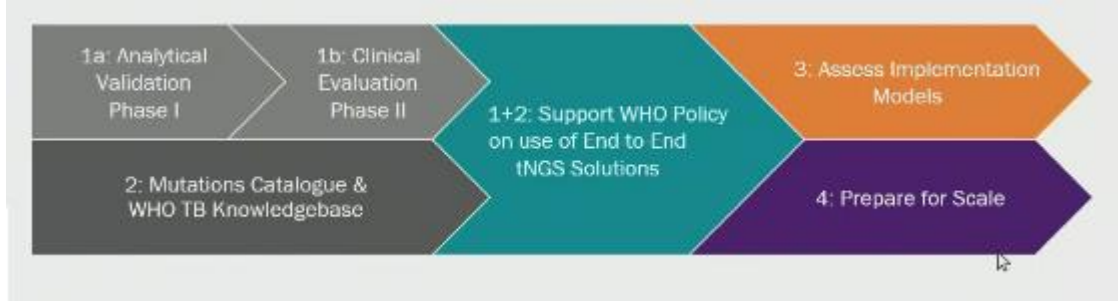 1a: Analytical
Validation
Phase I
1b: Clinical
Evaluation
Phase II
2: Mutations Catalogue &
WHO TB Knowledgebase
1+2: Support WHO Policy
on use of End to End
tNGS Solutions
3: Assess Implementation
Models
4: Prepare for Scale